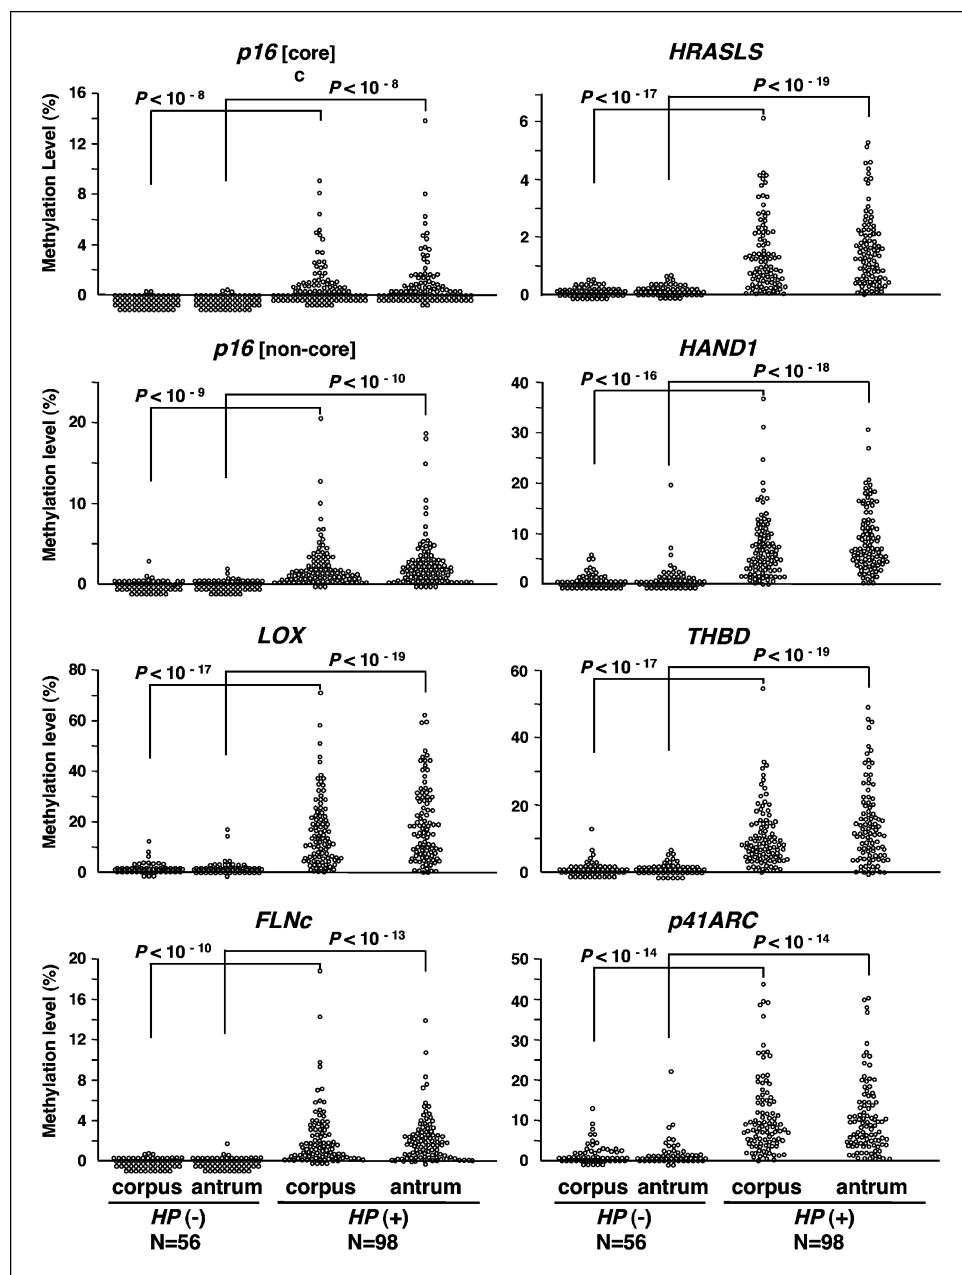 p16 [core]
c
Methylation Level (%)
16
12
8
4
0
P < 10 - 8
P < 10 - 8
HRASLS
6
4
2
0
P < 10 - 17
P < 10 - 19
p16 [non-core]
Methylation level (%)
20
10
0
P < 10 - 9
P < 10 - 10
HAND1
40
30
20
10
0
P < 10 - 16
P < 10 - 18
LOX
Methylation level (%)
80
60
40
20
0
P < 10 - 17
P < 10 - 19
THBD
60
40
20
0
P < 10 - 17
P < 10 - 19
FLNc
Methylation level (%)
20
16
12
8
4
0
P < 10 - 10
P < 10 - 13
p41ARC
50
40
30
20
10
0
P < 10 - 14
P < 10 - 14
corpus antrum corpus antrum
HP (-) HP (+)
N=56 N=98
corpus antrum corpus antrum
HP (-) HP (+)
N=56 N=98